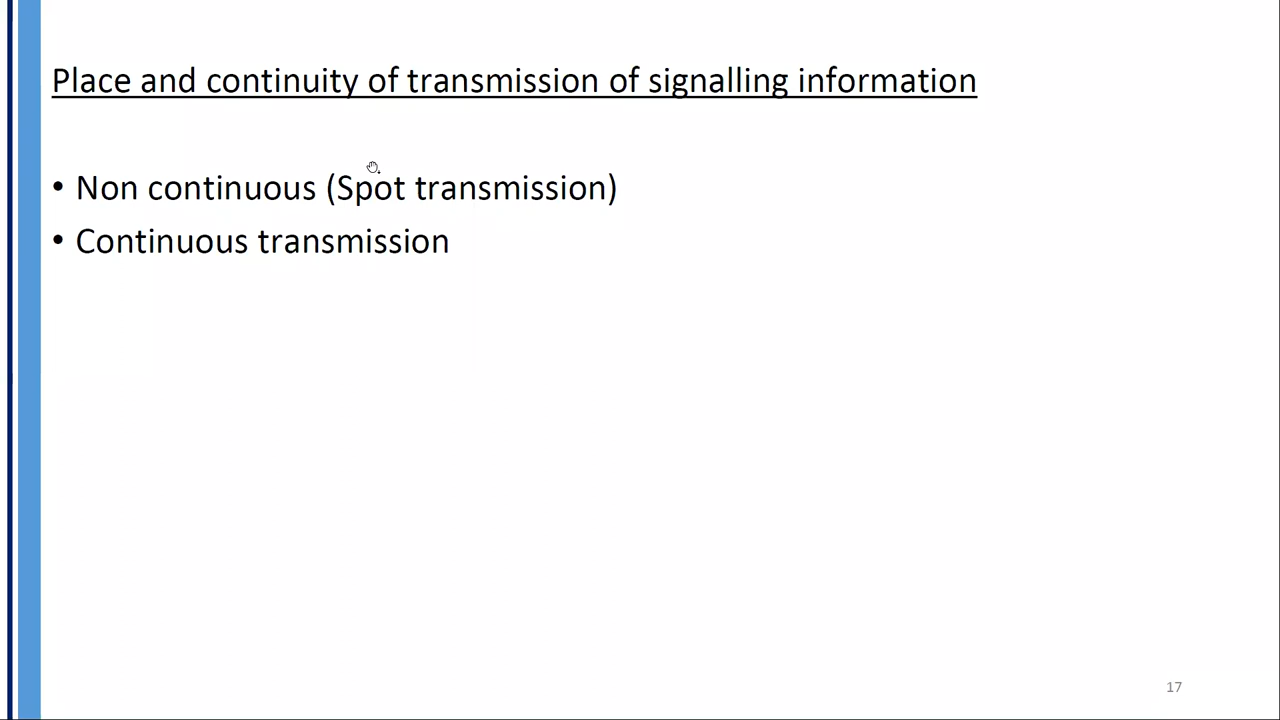 Place and continuity of transmission of signalling information
• Non continuous (Spot transmission)
• Continuous transmission
17